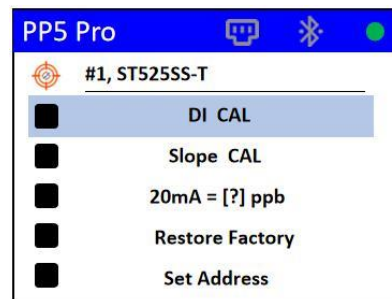 PP5 Pro
#1, ST525SS-T
DI CAL
Slope CAL
20mA = [?] ppb
Restore Factory
Set Address